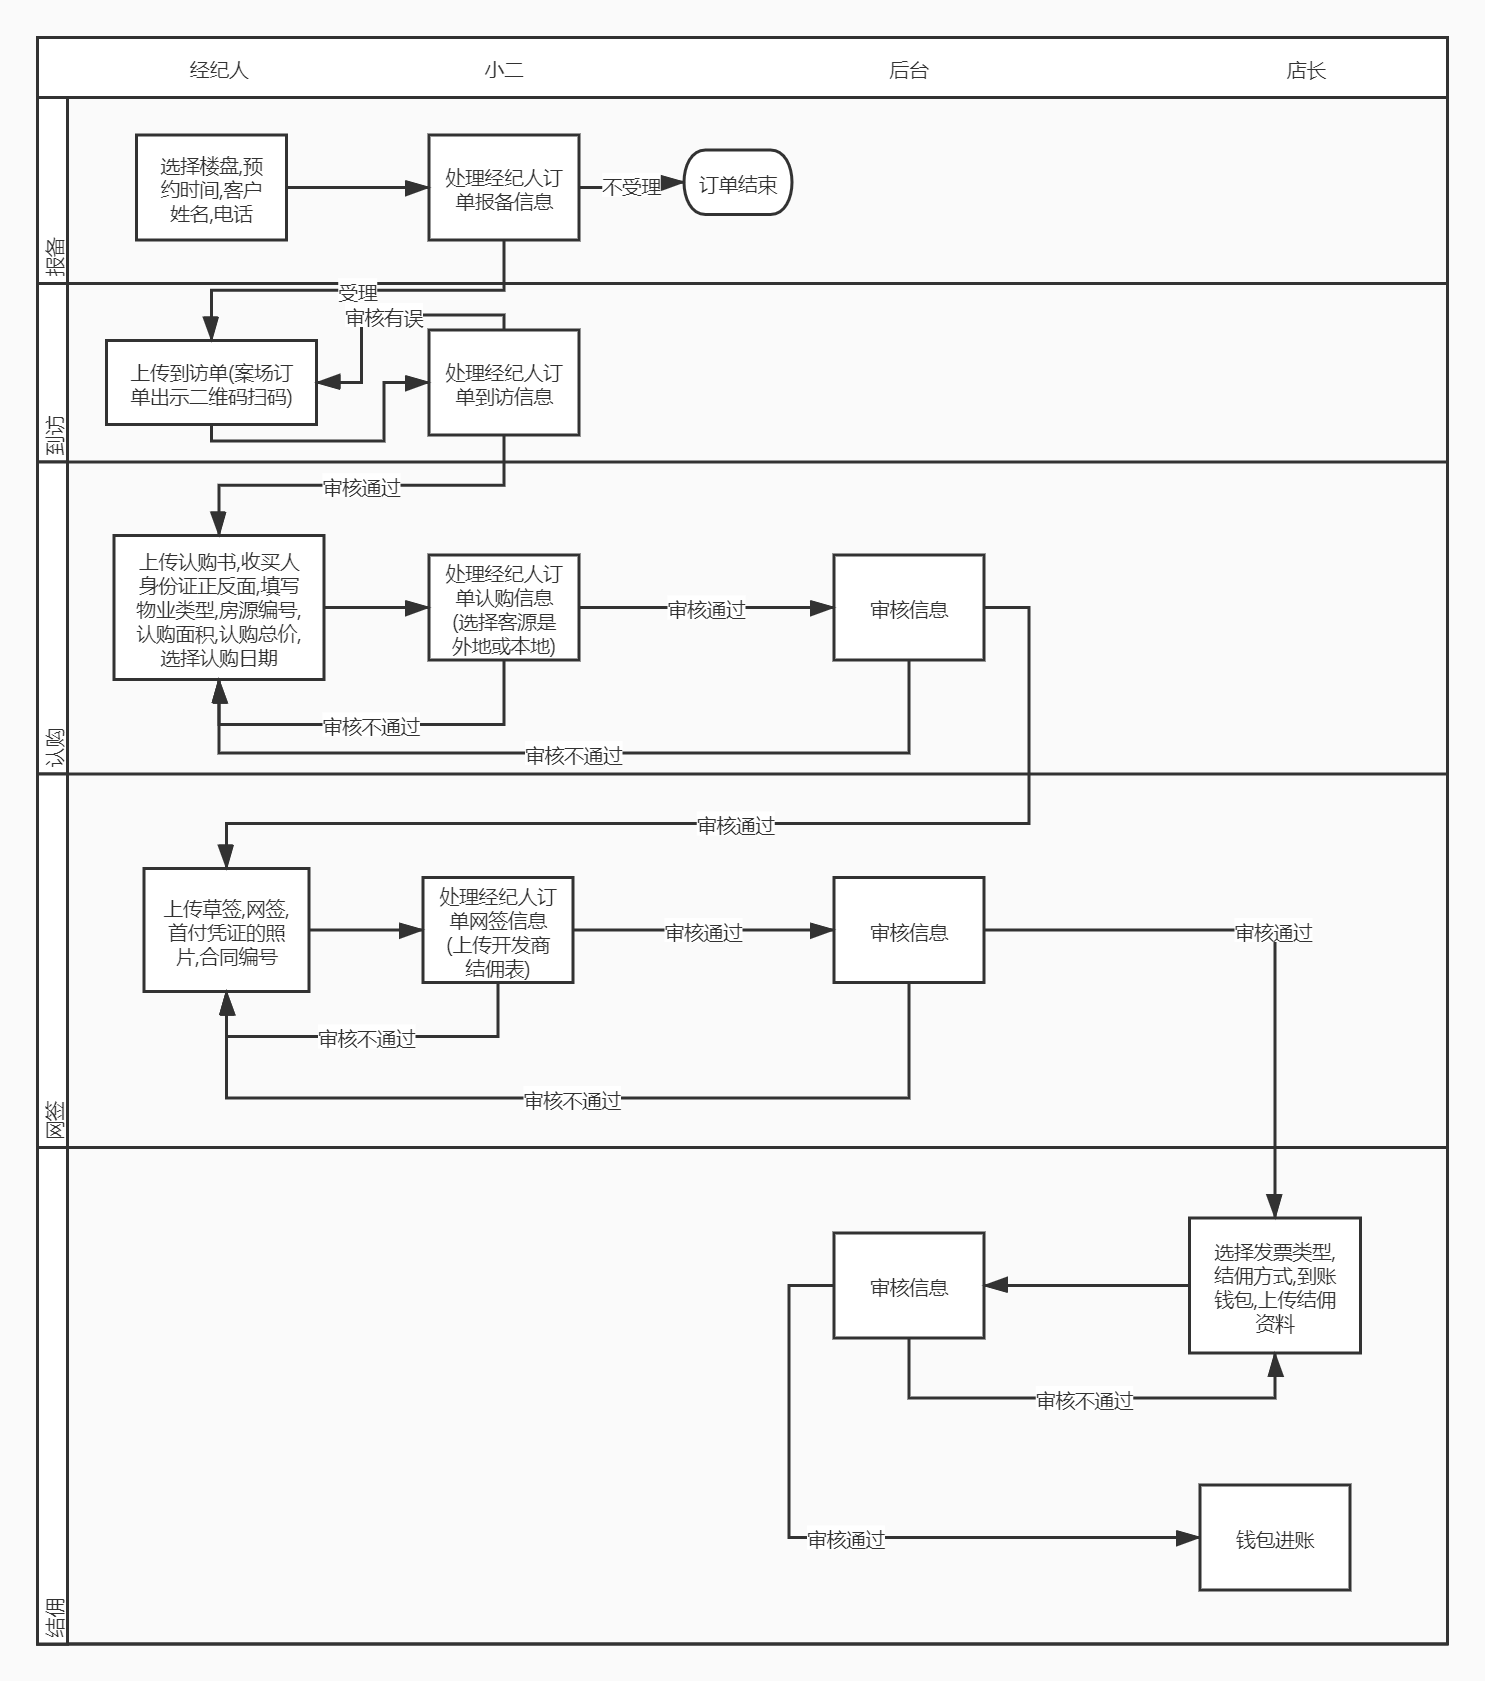 经纪人
小二
后台
店长
报备
选择楼盘,预
约时间,客户
姓名,电话
处理经纪人订
单报备信息
不受理
订单结束
受理
到访
审核有误
上传到访单(案场订
单出示二维码扫码)
处理经纪人订
单到访信息
审核通过
认购
上传认购书,收买人
身份证正反面,填写
物业类型,房源编号,
认购面积,认购总价,
选择认购日期
处理经纪人订
单认购信息
(选择客源是
外地或本地)
审核通过
审核信息
审核不通过
审核不通过
审核通过
网签
上传草签,网签,
首付凭证的照
片,合同编号
处理经纪人订
单网签信息
(上传开发商
结佣表)
审核通过
审核信息
审核通过
审核不通过
审核不通过
结佣
审核信息
选择发票类型,
结佣方式,到账
钱包,上传结佣
资料
审核不通过
审核通过
钱包进账